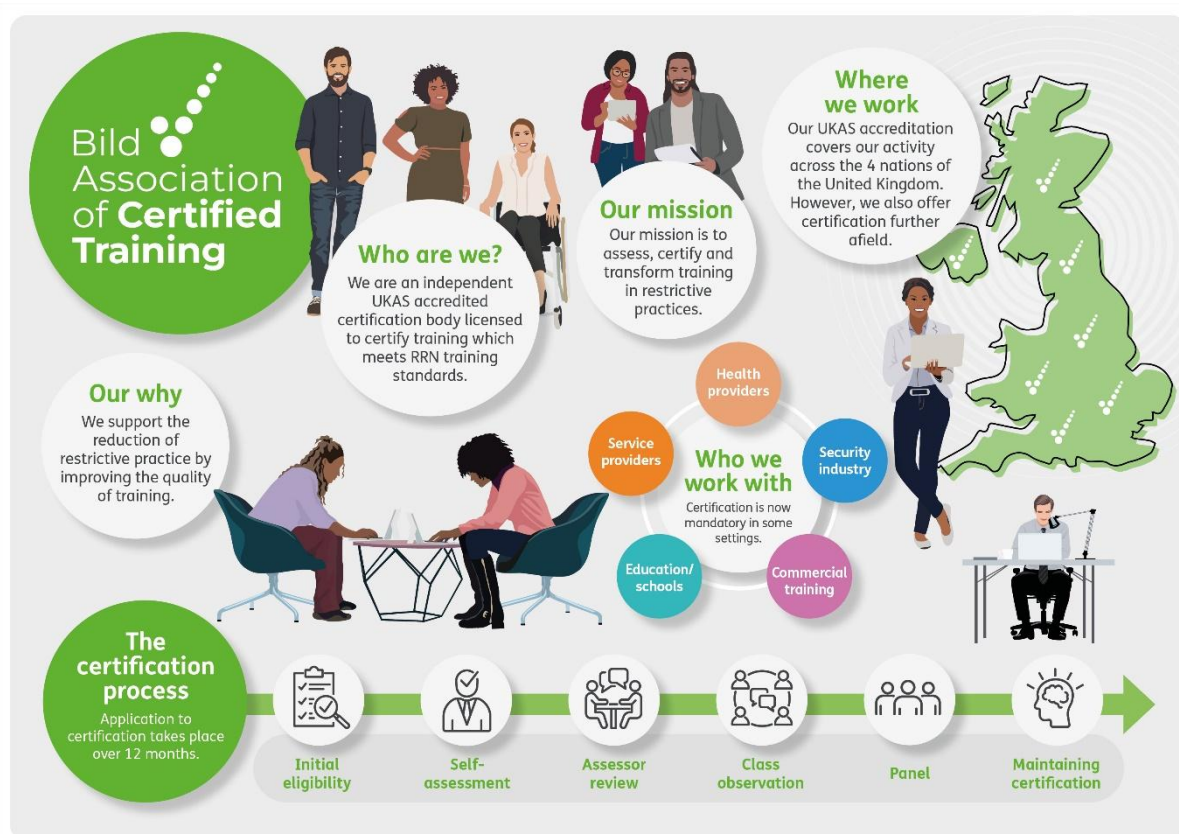 Bild
Association
of Certified
Training
Who are we?
We are an independent
UKAS accredited
certification body licensed
to certify training which
meets RRN training
standards.
Our mission
Our mission is to
assess, certify and
transform training
in restrictive
practices.
Where
we work
Our UKAS accreditation
covers our activity
across the 4 nations of
the United Kingdom.
However, we also offer
certification further
afield.
Our why
We support the
reduction of
restrictive practice by
improving the quality
of training.
Who we
work with
Certification is now
mandatory in some
settings.
Health
providers
Security
industry
Commercial
training
Education/
schools
Service
providers
The
certification
process
Application to
certification takes place
over 12 months.
Initial
eligibility
Self-
assessment
Assessor
review
Class
observation
Panel
Maintaining
certification